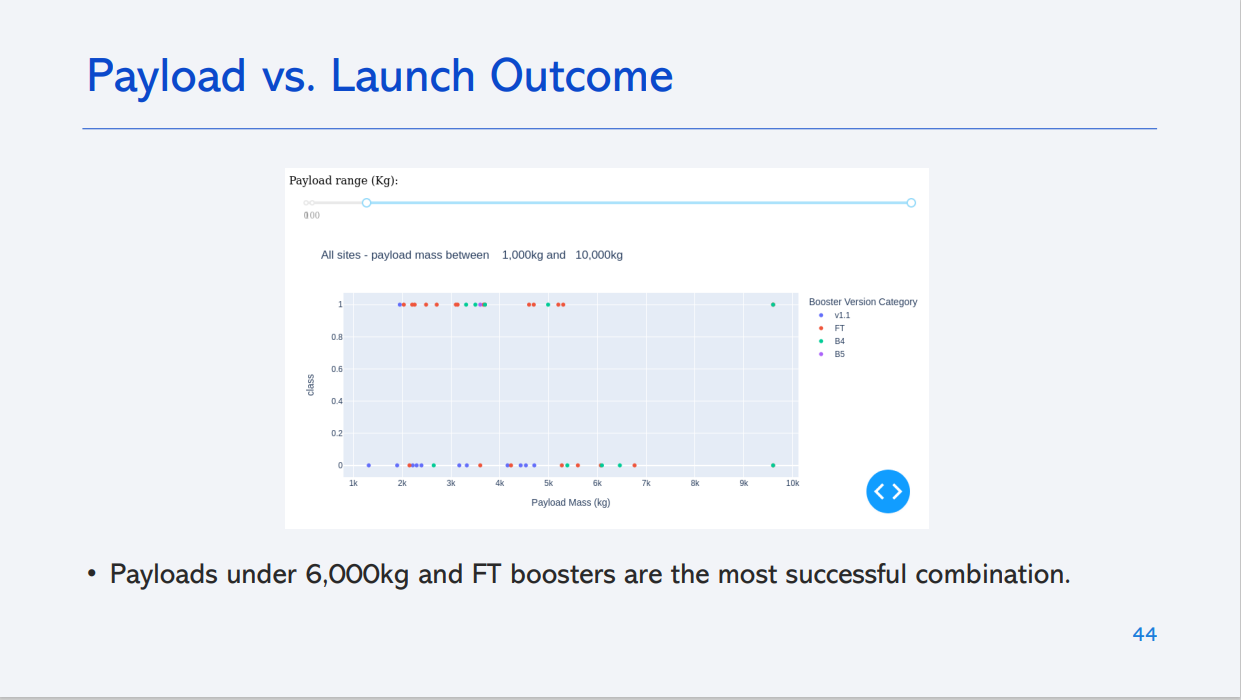 Payload vs. Launch Outcome
Payload range (Kg):
All sites - payload mass between 1,000kg and 10,000kg
Booster Version Category
v1.1
FT
B4
B5
class
1
0.8
0.6
0.4
0.2
0
1k 2k 3k 4k 5k 6k 7k 8k 9k 10k
Payload Mass (kg)
• Payloads under 6,000kg and FT boosters are the most successful combination.
44